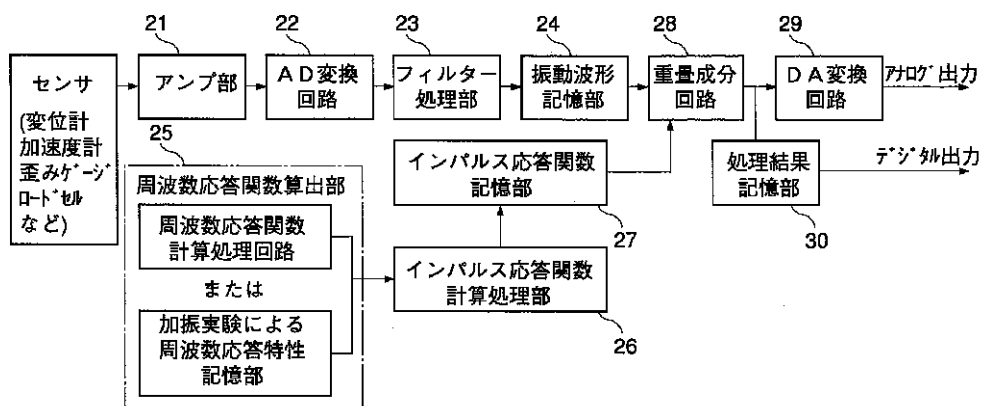 21
22
23
24
28
29
センサ
(変位計
加速度計
歪みゲージ
ロードセル
など)
アンプ部
AD変換
回路
フィルター
処理部
振動波形
記憶部
重畳成分
回路
DA変換
回路
アナログ出力
25
周波数応答関数算出部
周波数応答関数
計算処理回路
または
加振実験による
周波数応答特性
記憶部
インパルス応答関数
記憶部
27
インパルス応答関数
計算処理部
26
処理結果
記憶部
30
デジタル出力